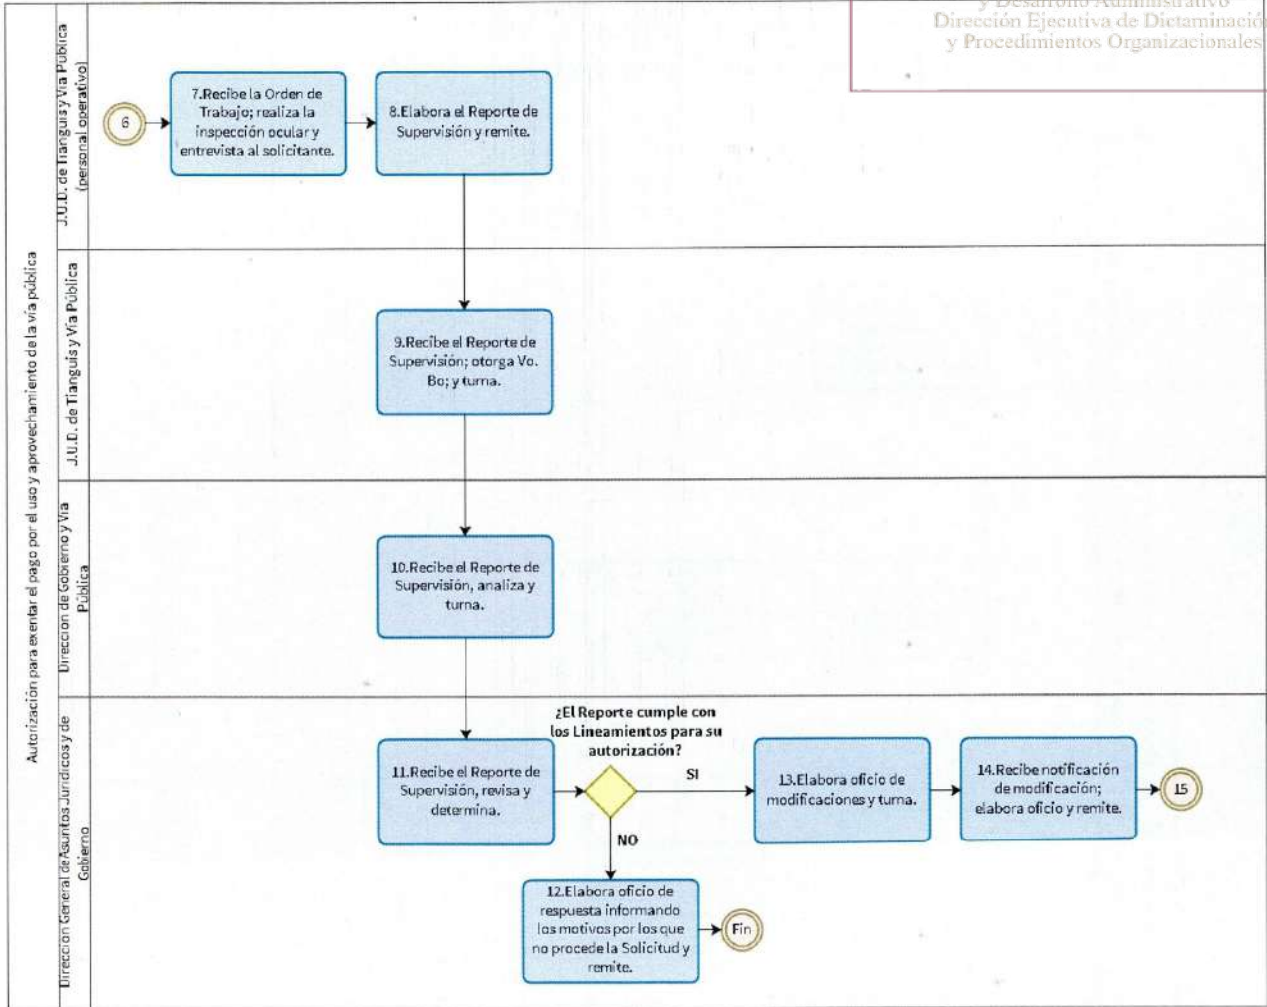 y Desarrollo Administrativo
Dirección Ejecutiva de Dictaminació
y Procedimientos Organizacionales
Autorización para exentar el pago por el uso y aprovechamiento de la vía pública
J.U.D. de Tianguis y Vía Pública
(personal operativo)
6
7.Recibe la Orden de
Trabajo; realiza la
inspección ocular y
entrevista al solicitante.
8.Elabora el Reporte de
Supervisión y remite.
J.U.D. de Tianguis y Vía Pública
9.Recibe el Reporte de
Supervisión; otorga Vo.
Bo; y turna.
Direccion de Gobierno y Vía
Pública
10.Recibe el Reporte de
Supervisión, analiza y
turna.
Direccion General de Asuntos Jurídicos y de
Gobierno
11.Recibe el Reporte de
Supervisión, revisa y
determina.
¿El Reporte cumple con
los Lineamientos para su
autorización?
SI
NO
13.Elabora oficio de
modificaciones y turna.
14.Recibe notificación
de modificación;
elabora oficio y remite.
15
12.Elabora oficio de
respuesta informando
los motivos por los que
no procede la Solicitud y
remite.
Fin